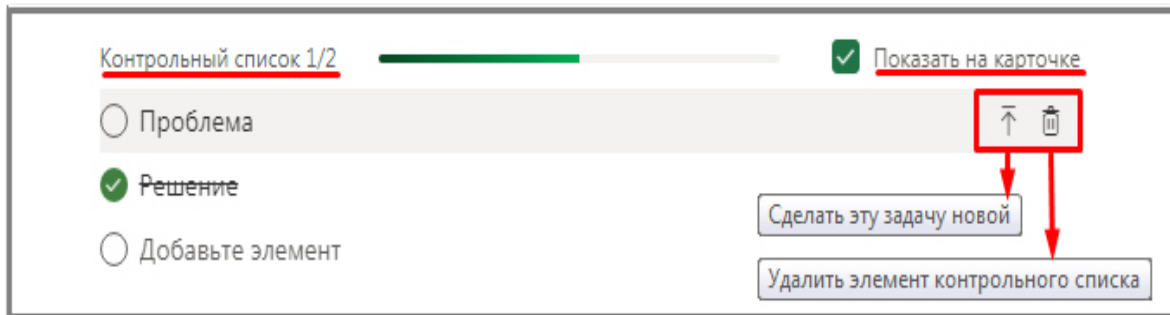 Контрольный список 1/2
Показать на карточке
Проблема
Решение
Сделать эту задачу новой
Добавьте элемент
Удалить элемент контрольного списка